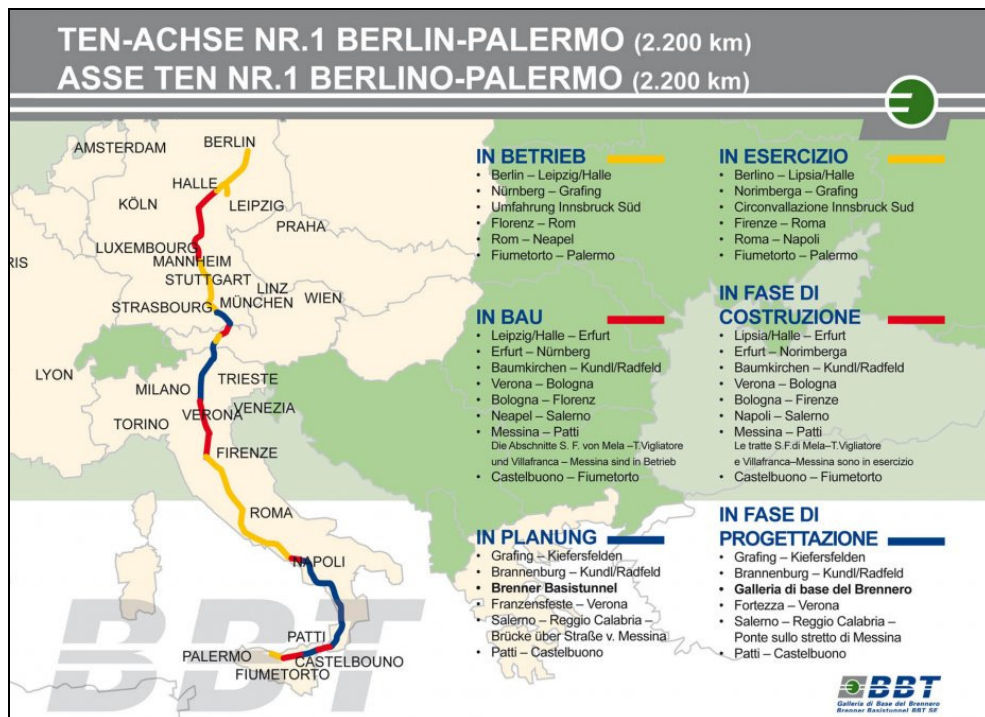 TEN-ACHSE NR.1 BERLIN-PALERMO (2.200 km)
ASSE TEN NR.1 BERLINO-PALERMO (2.200 km)
AMSTERDAM
BERLIN
HALLE
KÖLN
LEIPZIG
PRAHA
LUXEMBOURG
RIS
MANNHEIM
STUTTGART
LINZ
STRASBOURG
MÜNCHEN
WIEN
LYON
TRIESTE
MILANO
VENEZIA
VERONA
TORINO
FIRENZE
ROMA
NAPOLI
PATTI
PALERMO
CASTELBOUNO
FIUMETORTO
BBT
IN BETRIEB
• Berlin – Leipzig/Halle
• Nürnberg – Grafing
• Umfahrung Innsbruck Süd
• Florenz – Rom
• Rom – Neapel
• Fiumetorto – Palermo
IN BAU
• Leipzig/Halle – Erfurt
• Erfurt – Nürnberg
• Baumkirchen – Kundl/Radfeld
• Verona – Bologna
• Bologna – Florenz
• Neapel – Salerno
• Messina – Patti
Die Abschnitte S. F. von Mela –T.Vigliatore
und Villafranca – Messina sind in Betrieb
• Castelbuono – Fiumetorto
IN PLANUNG
• Grafing – Kiefersfelden
• Brannenburg – Kundl/Radfeld
• Brenner Basistunnel
• Franzensfeste – Verona
• Salerno – Reggio Calabria –
Brücke über Straße v. Messina
• Patti – Castelbuono
IN ESERCIZIO
• Berlino – Lipsia/Halle
• Norimberga – Grafing
• Circonvallazione Innsbruck Sud
• Firenze – Roma
• Roma – Napoli
• Fiumetorto – Palermo
IN FASE DI
COSTRUZIONE
• Lipsia/Halle – Erfurt
• Erfurt – Norimberga
• Baumkirchen – Kundl/Radfeld
• Verona – Bologna
• Bologna – Firenze
• Napoli – Salerno
• Messina – Patti
Le tratte S.F.di Mela–T.Vigliatore
e Villafranca–Messina sono in esercizio
• Castelbuono – Fiumetorto
IN FASE DI
PROGETTAZIONE
• Grafing – Kiefersfelden
• Brannenburg – Kundl/Radfeld
• Galleria di base del Brennero
• Fortezza – Verona
• Salerno – Reggio Calabria –
Ponte sullo stretto di Messina
• Patti – Castelbuono
BBT
Galleria di Base del Brennero
Brenner Basistunnel BBT SE